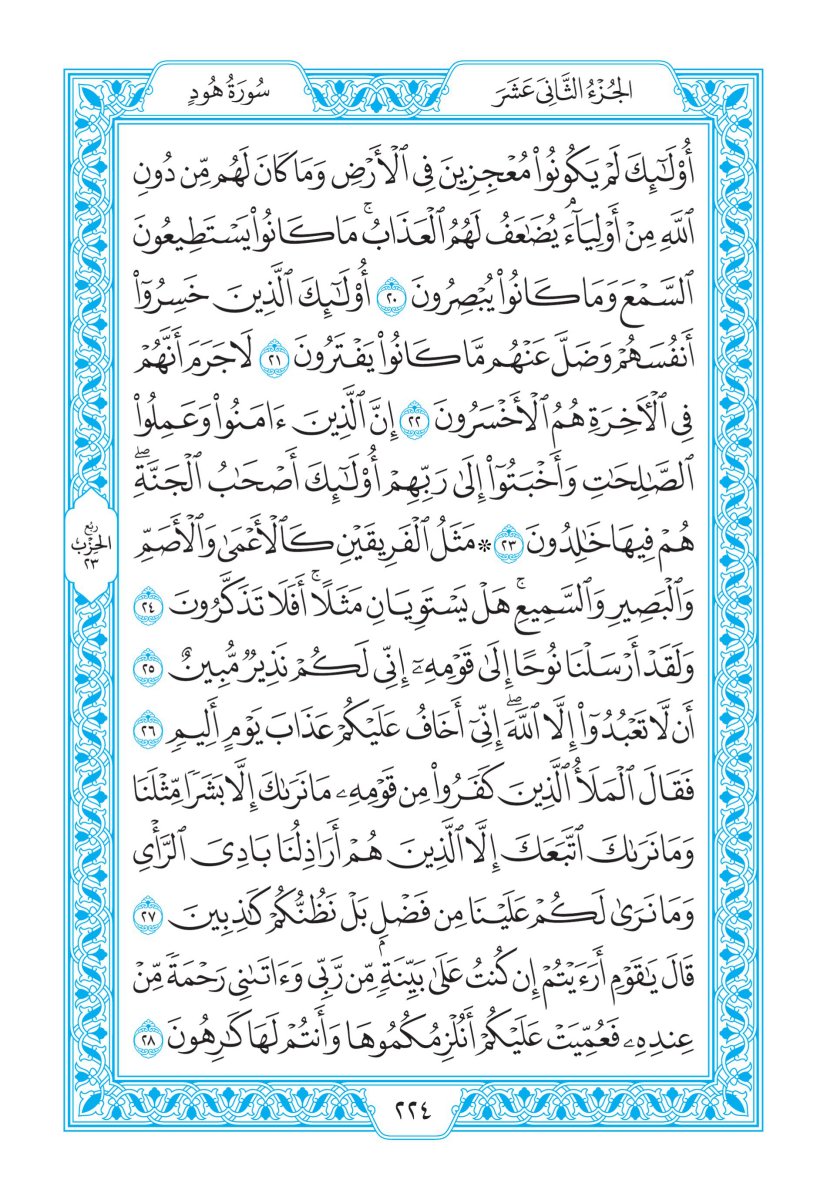 الجُزْءُ الثَّانِيَ عَشَرَ
سُورَةُ هُودٍ
أُوْلَٰٓئِكَ لَمْ يَكُونُواْ مُعْجِزِينَ فِي ٱلْأَرْضِ وَمَا كَانَ لَهُم مِّن دُونِ
ٱللَّهِ مِنْ أَوْلِيَآءَۘ يُضَٰعَفُ لَهُمُ ٱلْعَذَابُۚ مَا كَانُواْ يَسْتَطِيعُونَ
ٱلسَّمْعَ وَمَا كَانُواْ يُبْصِرُونَ ٢٠ أُوْلَٰٓئِكَ ٱلَّذِينَ خَسِرُوٓاْ
أَنفُسَهُمْ وَضَلَّ عَنْهُم مَّا كَانُواْ يَفْتَرُونَ ٢١ لَا جَرَمَ أَنَّهُمْ
فِي ٱلْأٓخِرَةِ هُمُ ٱلْأَخْسَرُونَ ٢٢ إِنَّ ٱلَّذِينَ ءَامَنُواْ وَعَمِلُواْ
ٱلصَّٰلِحَٰتِ وَأَخْبَتُوٓاْ إِلَىٰ رَبِّهِمْ أُوْلَٰٓئِكَ أَصْحَٰبُ ٱلْجَنَّةِۖ
هُمْ فِيهَا خَٰلِدُونَ ٢٣ ۞ مَثَلُ ٱلْفَرِيقَيْنِ كَٱلْأَعْمَىٰ وَٱلْأَصَمِّ
وَٱلْبَصِيرِ وَٱلسَّمِيعِۚ هَلْ يَسْتَوِيَانِ مَثَلًاۚ أَفَلَا تَذَكَّرُونَ ٢٤
وَلَقَدْ أَرْسَلْنَا نُوحًا إِلَىٰ قَوْمِهِۦٓ إِنِّي لَكُمْ نَذِيرٌ مُّبِينٌ ٢٥
أَن لَّا تَعْبُدُوٓاْ إِلَّا ٱللَّهَۖ إِنِّيٓ أَخَافُ عَلَيْكُمْ عَذَابَ يَوْمٍ أَلِيمٍ ٢٦
فَقَالَ ٱلْمَلَأُ ٱلَّذِينَ كَفَرُواْ مِن قَوْمِهِۦ مَا نَرَىٰكَ إِلَّا بَشَرًا مِّثْلَنَا
وَمَا نَرَىٰكَ ٱتَّبَعَكَ إِلَّا ٱلَّذِينَ هُمْ أَرَاذِلُنَا بَادِيَ ٱلرَّأْيِ
وَمَا نَرَىٰ لَكُمْ عَلَيْنَا مِن فَضْلٍۭ بَلْ نَظُنُّكُمْ كَٰذِبِينَ ٢٧
قَالَ يَٰقَوْمِ أَرَءَيْتُمْ إِن كُنتُ عَلَىٰ بَيِّنَةٍ مِّن رَّبِّي وَءَاتَىٰنِي رَحْمَةً مِّنْ
عِندِهِۦ فَعُمِّيَتْ عَلَيْكُمْ أَنُلْزِمُكُمُوهَا وَأَنتُمْ لَهَا كَٰرِهُونَ ٢٨
ربع
الحِزْب
٢٣
٢٢٤